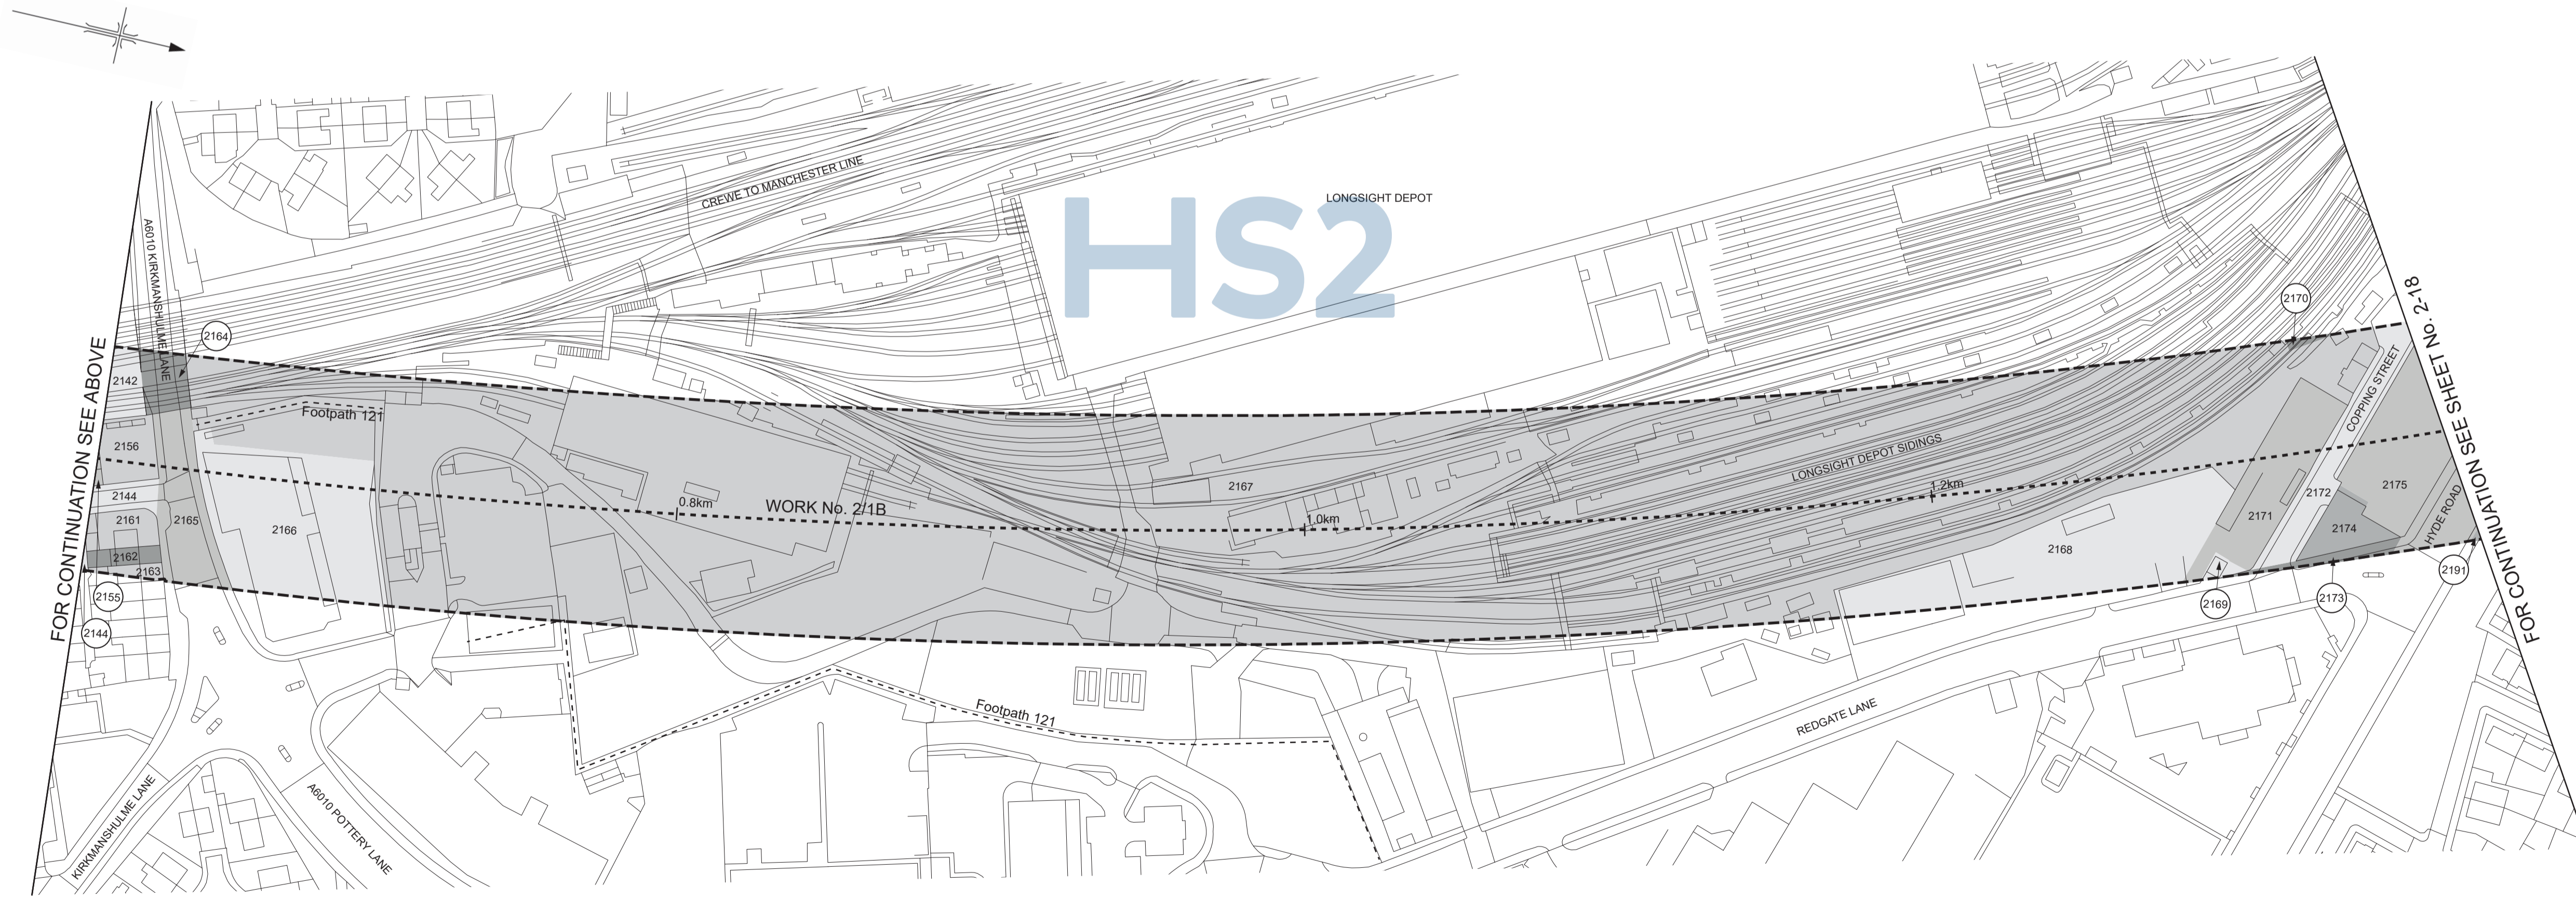 LONGSIGHT DEPOT
HS2
CREWE TO MANCHESTER LINE
A6010 KIRKMANSHULME LANE
2164
2170
FOR CONTINUATION SEE ABOVE
FOR CONTINUATION SEE SHEET No. 2-18
2142
Footpath 121
COPPING STREET
2156
LONGSIGHT DEPOT SIDINGS
2167
1.2km
2144
0.8km
WORK No. 2/1B
2172
2175
2161
2165
2166
1.0km
2171
2174
HYDE ROAD
2162
2168
2163
2191
2155
2169
2173
2144
Footpath 121
REDGATE LANE
KIRKMANSHULME LANE
A6010 POTTERY LANE